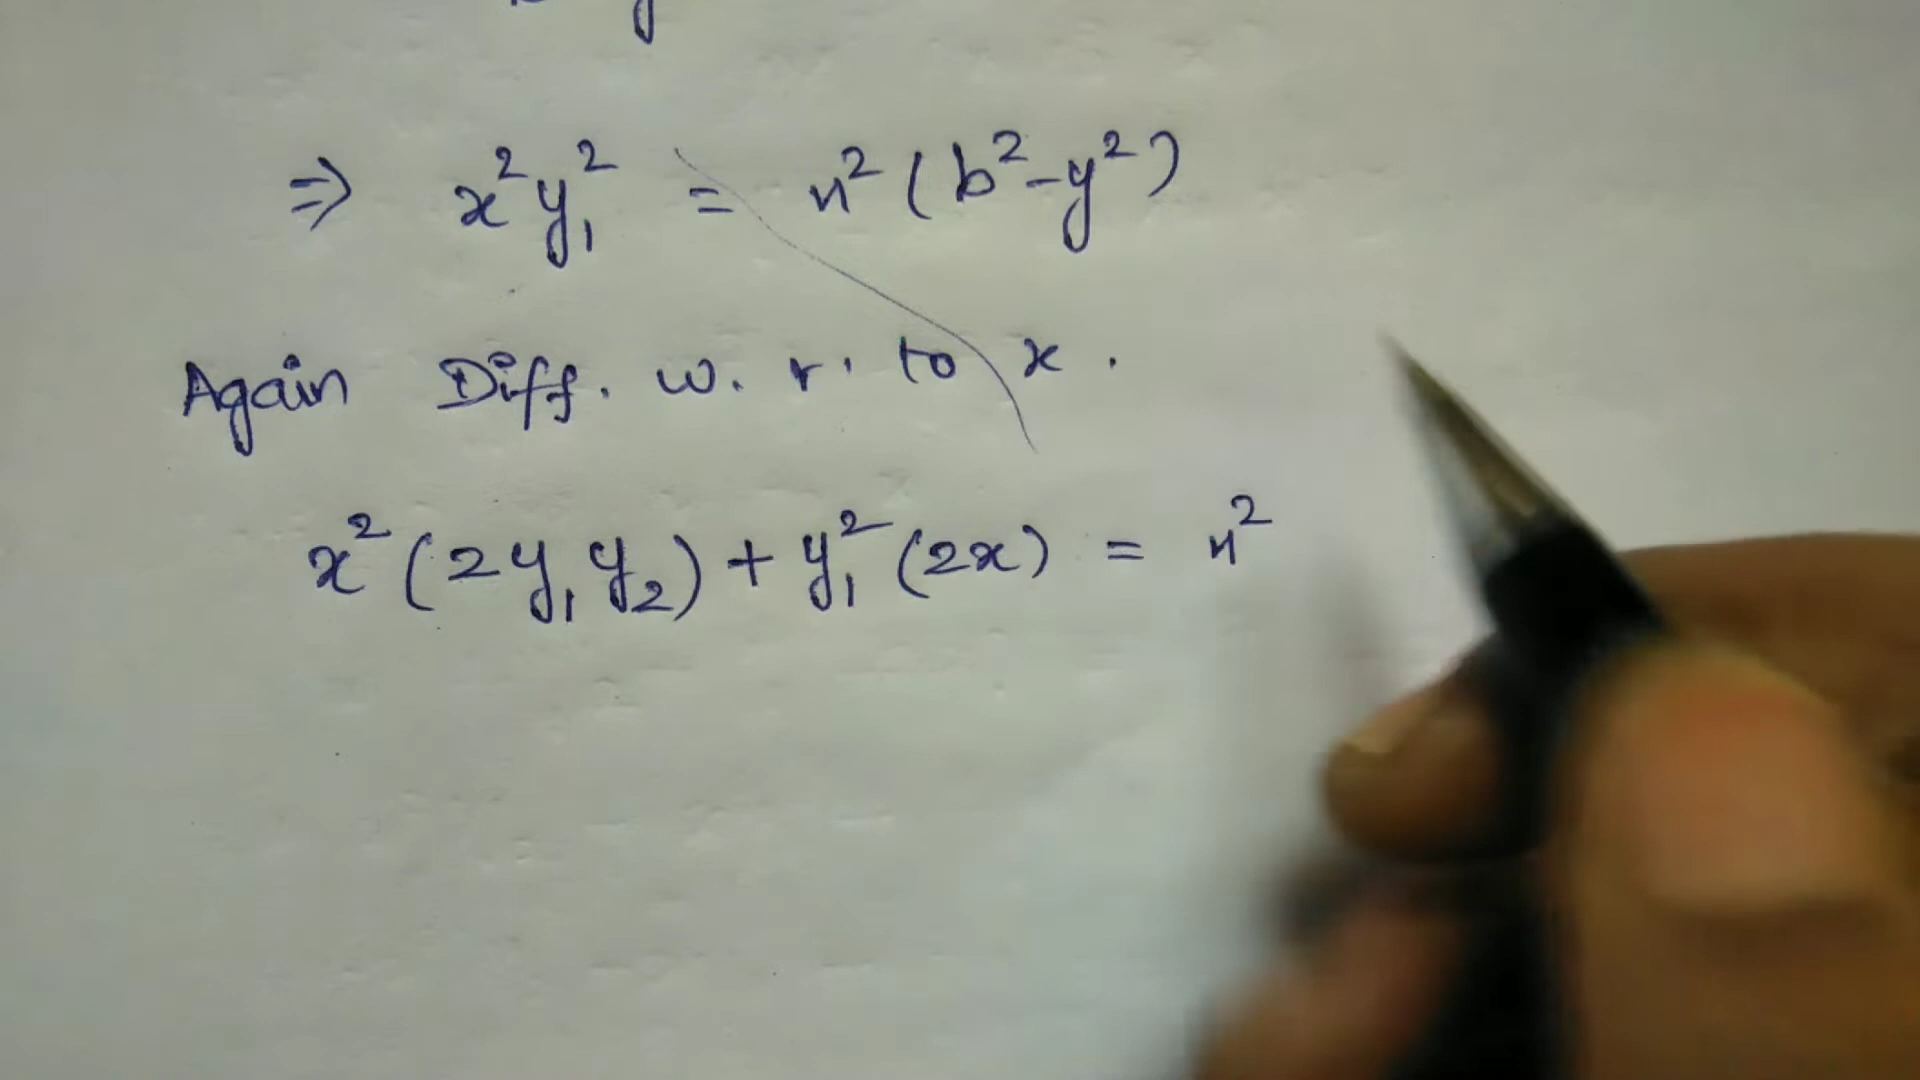 ⇒ x²y₁² = n²(b²-y²)
Again Diff. w. r. to x.
x²(2y₁y₂) + y₁²(2x) = n²